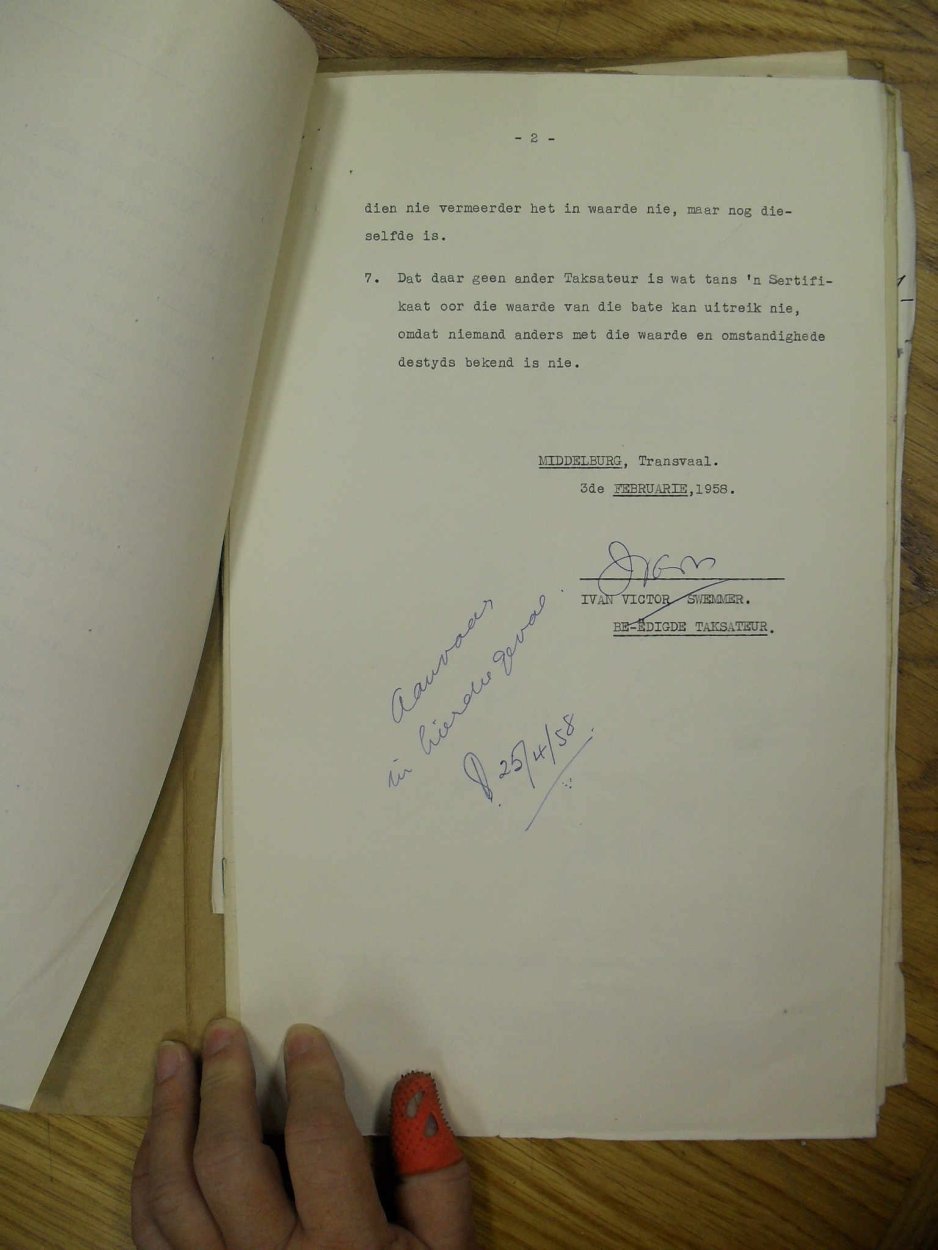 - 2 -
dien nie vermeerder het in waarde nie, maar nog die-
selfde is.
7. Dat daar geen ander Taksateur is wat tans 'n Sertifi-
kaat oor die waarde van die bate kan uitreik nie,
omdat niemand anders met die waarde en omstandighede
destyds bekend is nie.
MIDDELBURG, Transvaal.
3de FEBRUARIE,1958.
IVAN VICTOR SWEMMER.
BE-EDIGDE TAKSATEUR.
Aanvaar
in hierdie geval.
25/4/58.